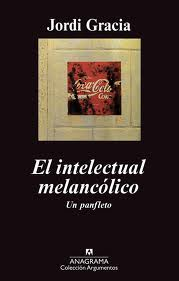 Jordi Gracia
Coca-Cola
El intelectual
melancólico
Un panfleto
ANAGRAMA
Colección Argumentos